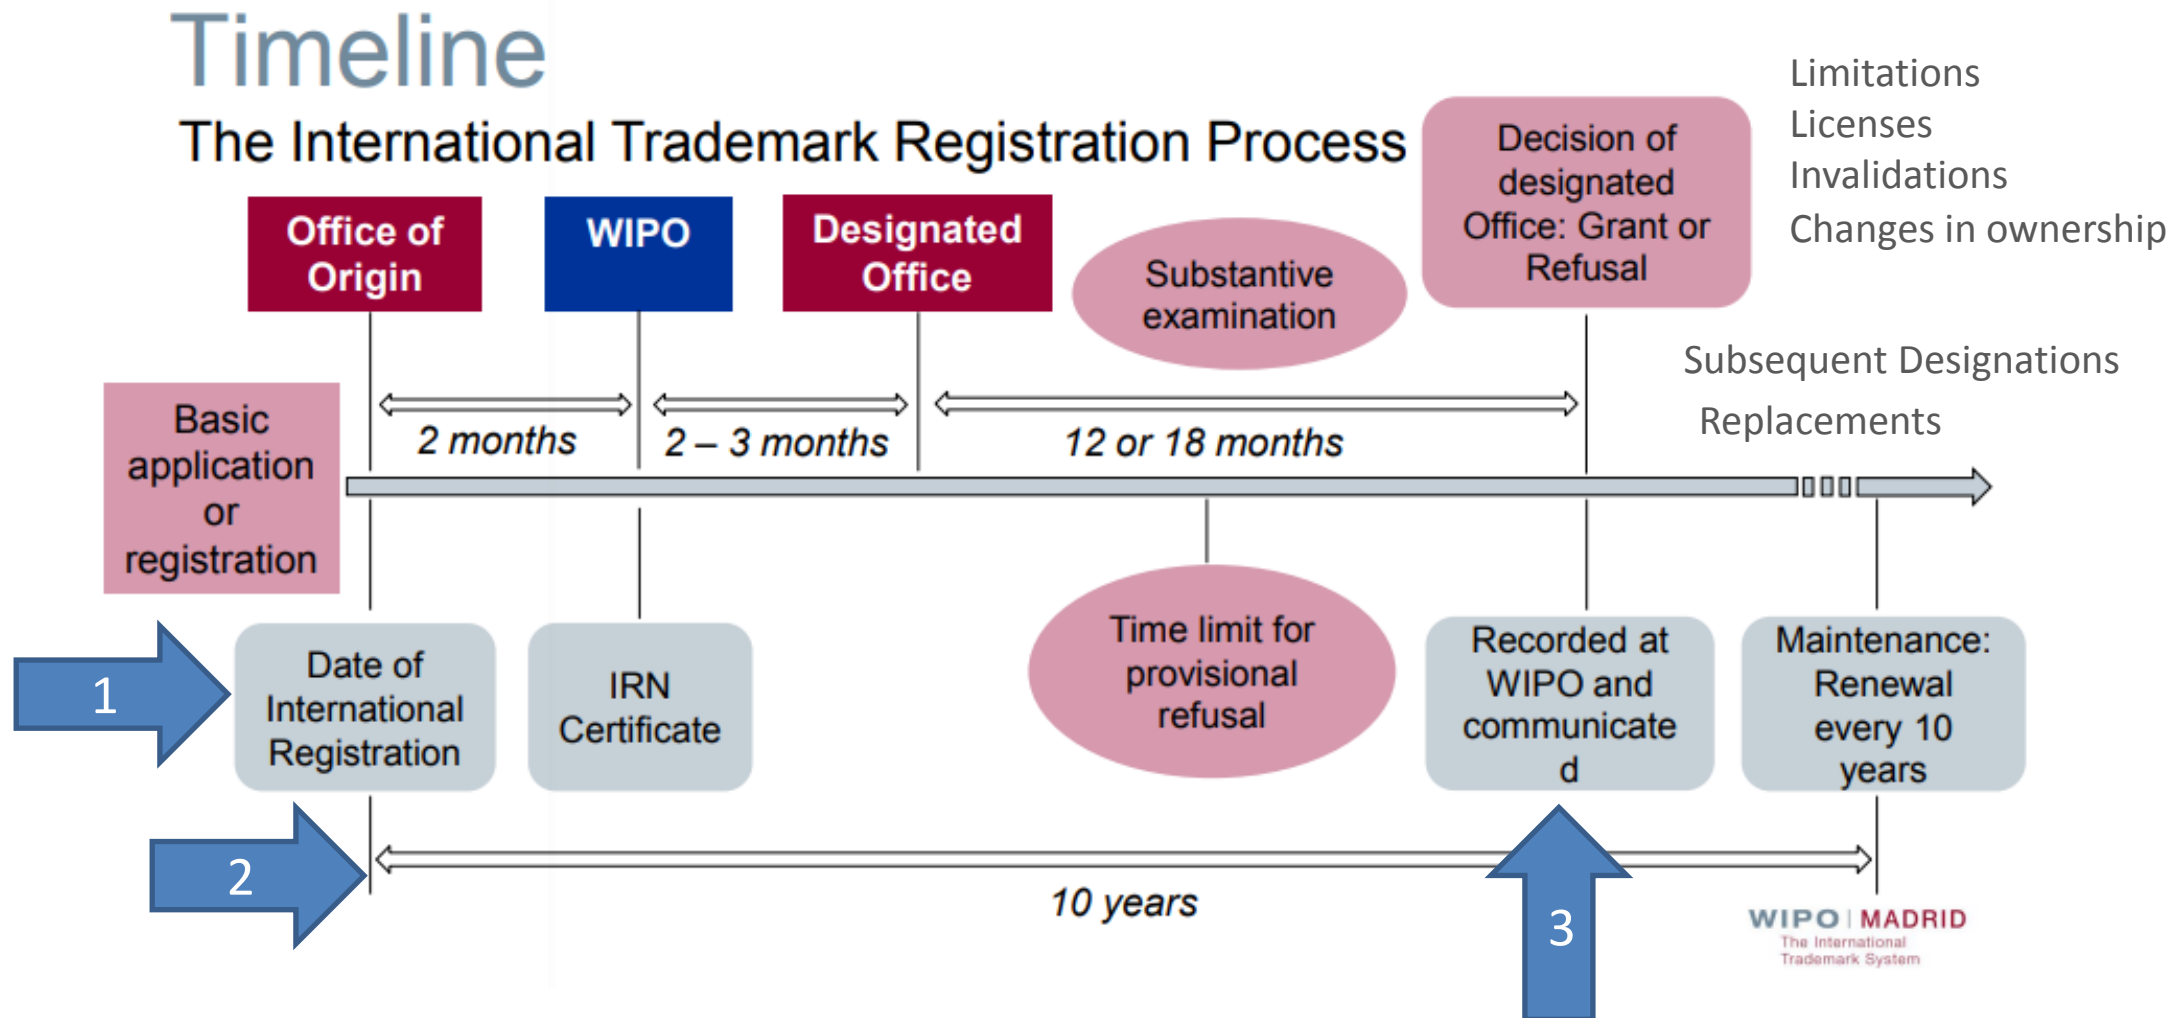 Timeline
The International Trademark Registration Process
Limitations
Licenses
Invalidations
Changes in ownership
Office of
Origin
WIPO
Designated
Office
Substantive
examination
Decision of
designated
Office: Grant or
Refusal
Subsequent Designations
Replacements
Basic
application
or
registration
2 months
2 – 3 months
12 or 18 months
1
Date of
International
Registration
IRN
Certificate
Time limit for
provisional
refusal
Recorded at
WIPO and
communicate
d
Maintenance:
Renewal
every 10
years
2
10 years
3
WIPO | MADRID
The International
Trademark System